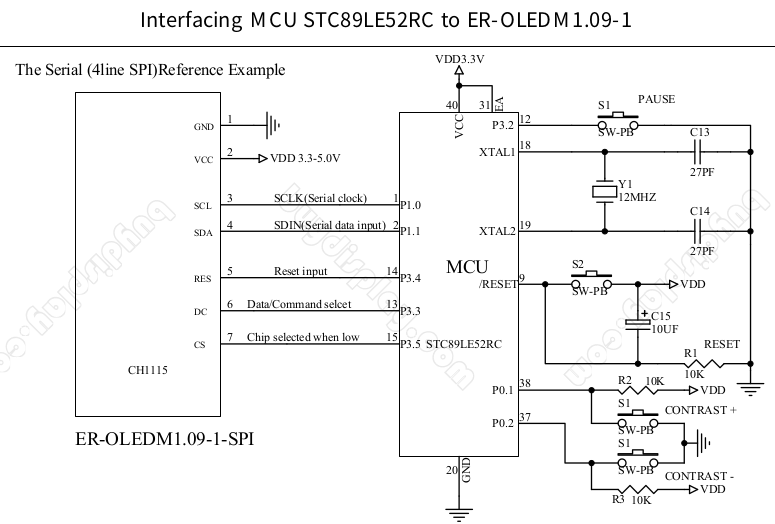 Interfacing MCU STC89LE52RC to ER-OLEDM1.09-1
The Serial (4line SPI)Reference Example
VDD3.3V
40
31
EA
VCC
GND
1
VCC
2
VDD 3.3-5.0V
SCL
3
SCLK(Serial clock)
1
P1.0
SDA
4
SDIN(Serial data input)
2
P1.1
RES
5
Reset input
14
P3.4
DC
6
Data/Command selcet
13
P3.3
CS
7
Chip selected when low
15
P3.5
STC89LE52RC
CH1115
ER-OLEDM1.09-1-SPI
MCU
P3.2
12
S1
SW-PB
PAUSE
XTAL1
18
C13
27PF
Y1
12MHZ
XTAL2
19
C14
27PF
/RESET
9
S2
SW-PB
VDD
C15
10UF
RESET
R1
10K
P0.1
38
R2
10K
VDD
S1
SW-PB
CONTRAST +
P0.2
37
S1
SW-PB
CONTRAST -
R3
10K
VDD
20
GND
buydisplay.com
buydisplay.com
buydisplay.com